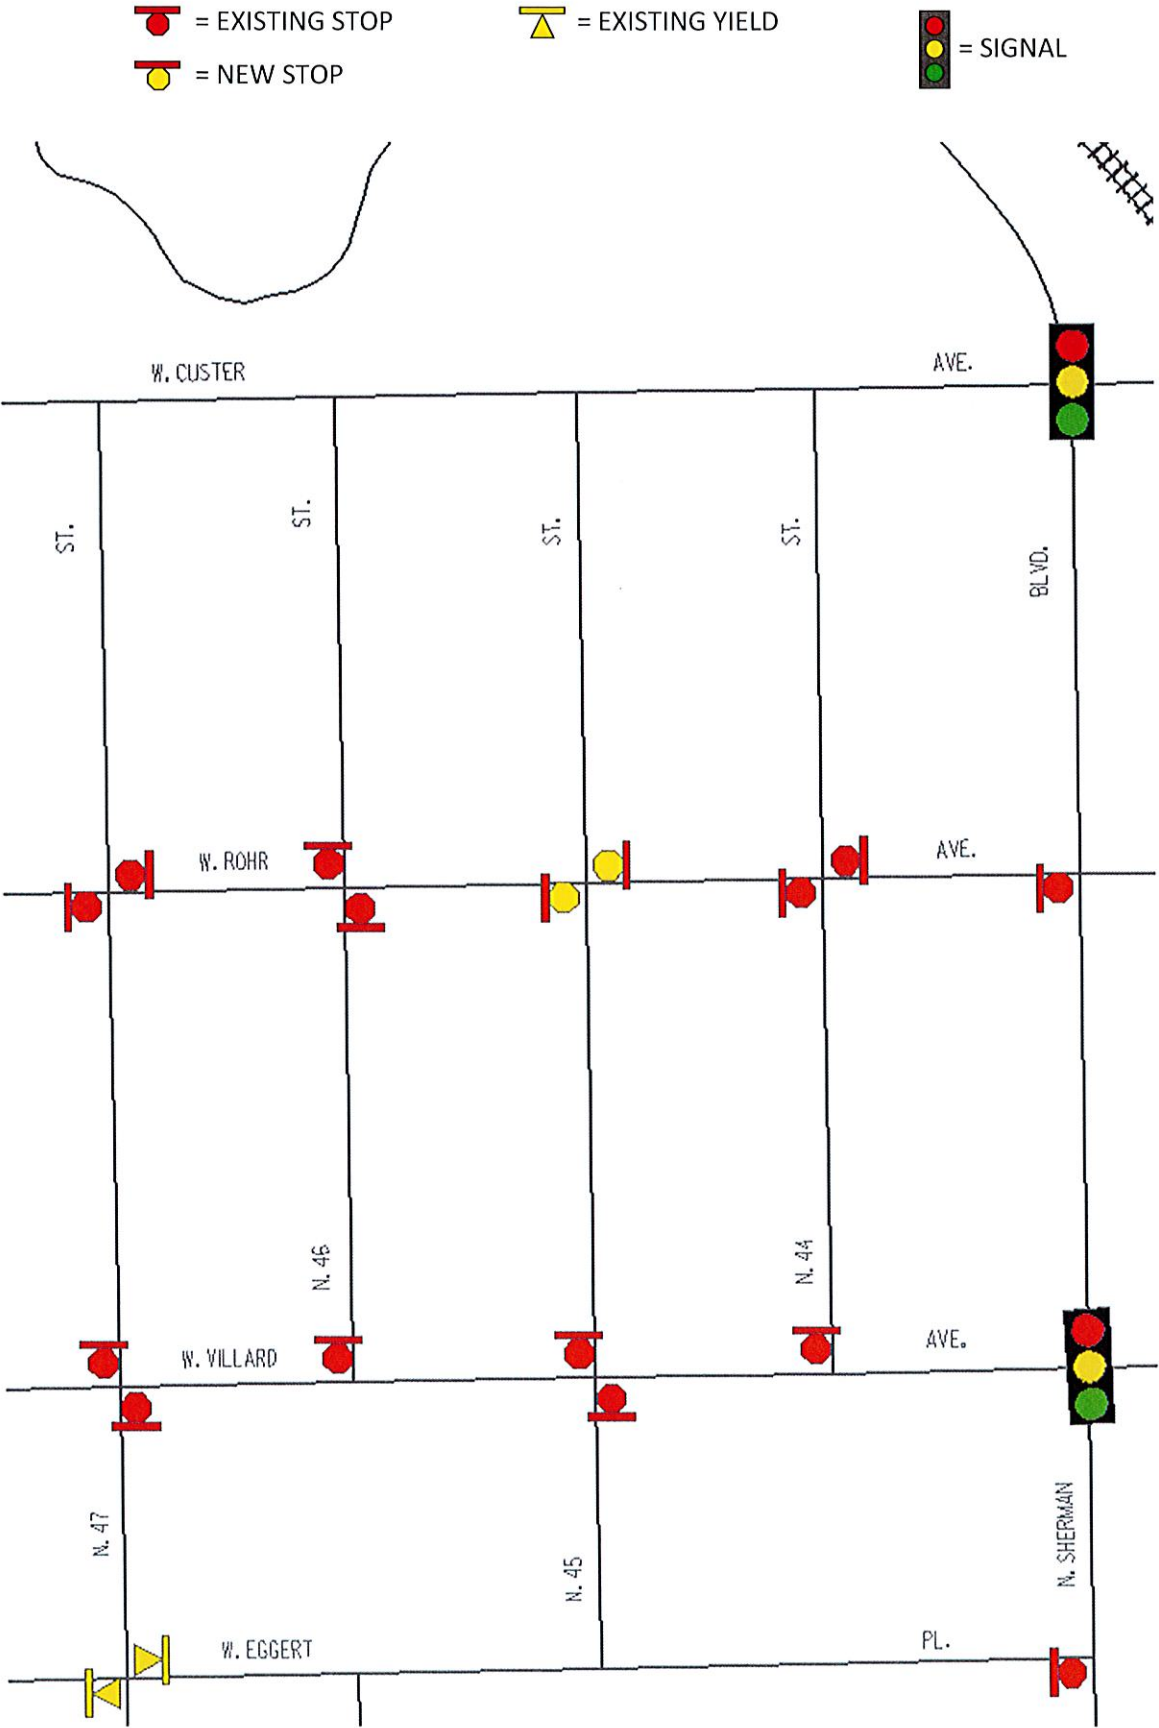 = EXISTING STOP
= EXISTING YIELD
= SIGNAL
= NEW STOP
W. CUSTER
AVE.
ST.
ST.
ST.
ST.
BLVD.
W. ROHR
AVE.
N. 46
N. 44
W. VILLARD
AVE.
N. 47
N. 45
N. SHERMAN
W. EGGERT
PL.